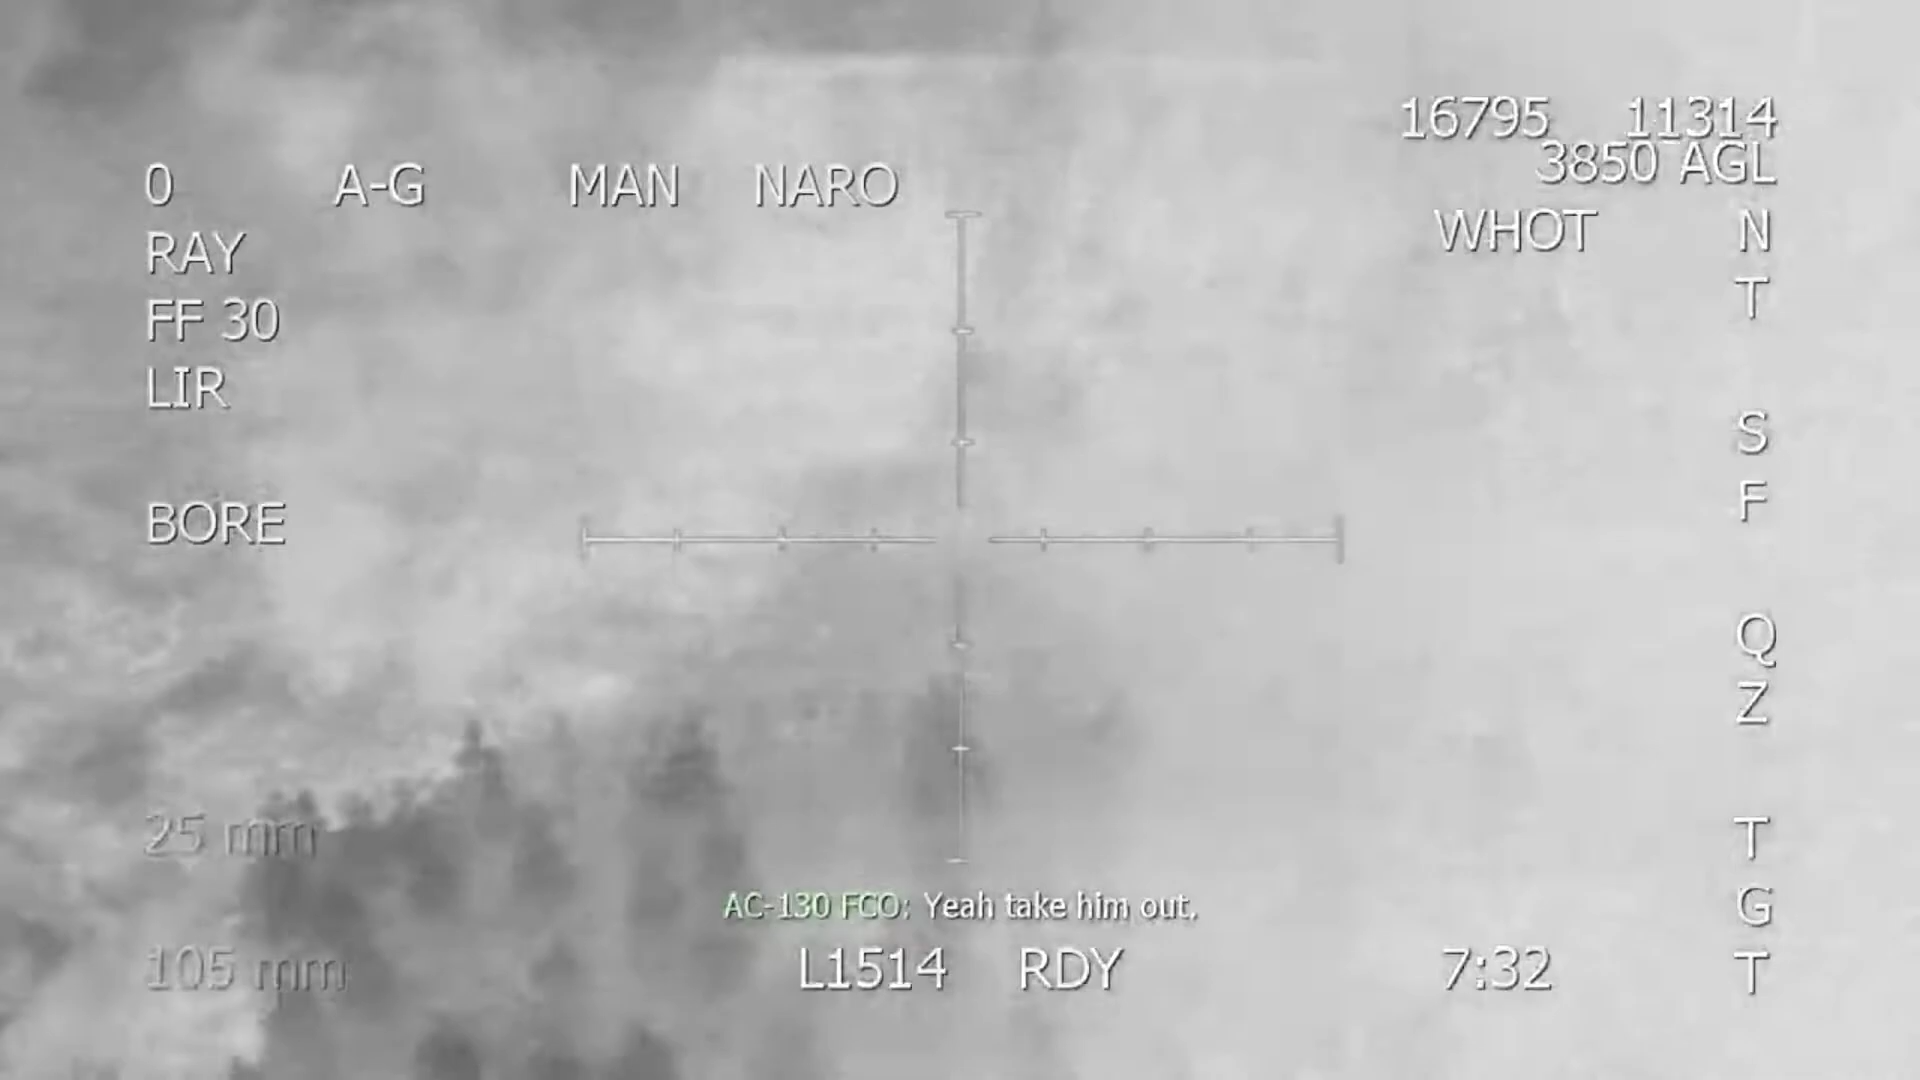 16795 11314
3850 AGL
0 A-G MAN NARO
RAY
WHOT N
FF 30
T
LIR
S
F
BORE
Q
Z
25 mm
T
AC-130 FCO: Yeah take him out.
G
105 mm
L1514 RDY 7:32
T